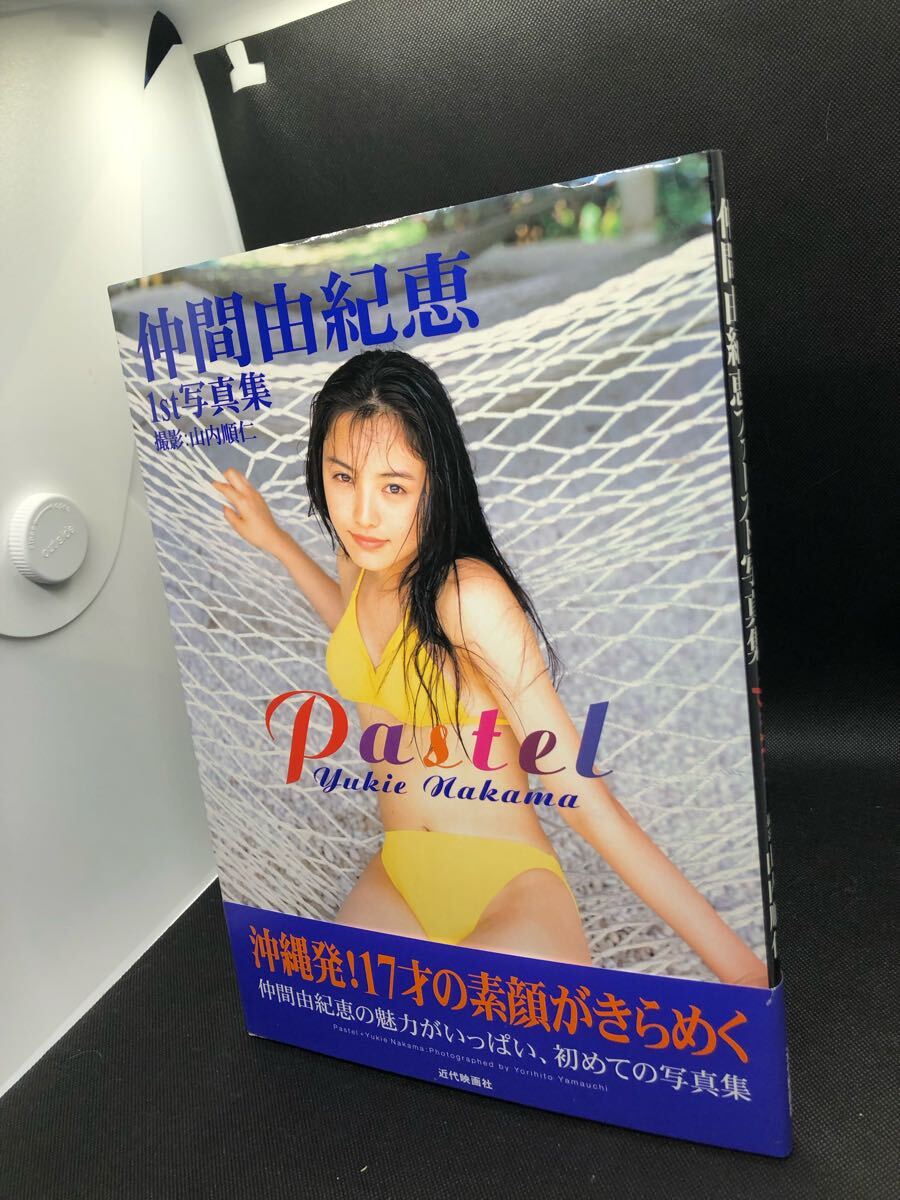 仲間由紀恵
1st写真集
撮影:山内順仁
Pastel
Yukie Nakama
沖縄発!17才の素顔がきらめく
仲間由紀恵の魅力がいっぱい、初めての写真集
Pastel+Yukie Nakama:Photographed by Yorihito Yamauchi
近代映画社
仲間由紀恵ファースト写真集
outside